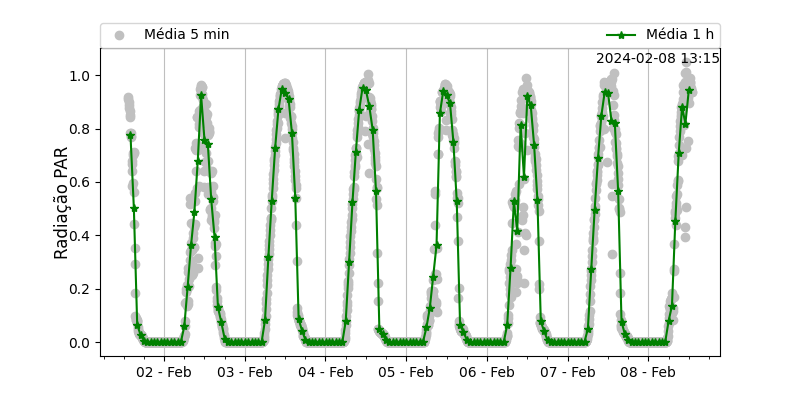 Média 5 min
Média 1 h
2024-02-08 13:15
Radiação PAR
1.0
0.8
0.6
0.4
0.2
0.0
02 - Feb
03 - Feb
04 - Feb
05 - Feb
06 - Feb
07 - Feb
08 - Feb